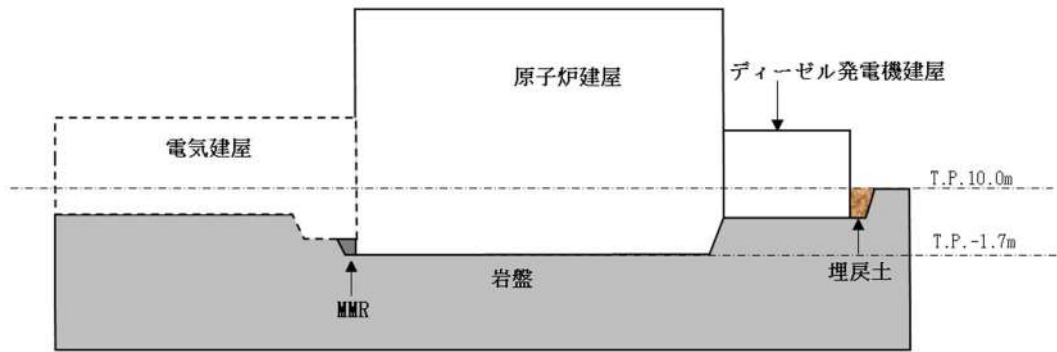 原子炉建屋
ディーゼル発電機建屋
電気建屋
T.P.10.0m
T.P.-1.7m
岩盤
埋戻土
MMR